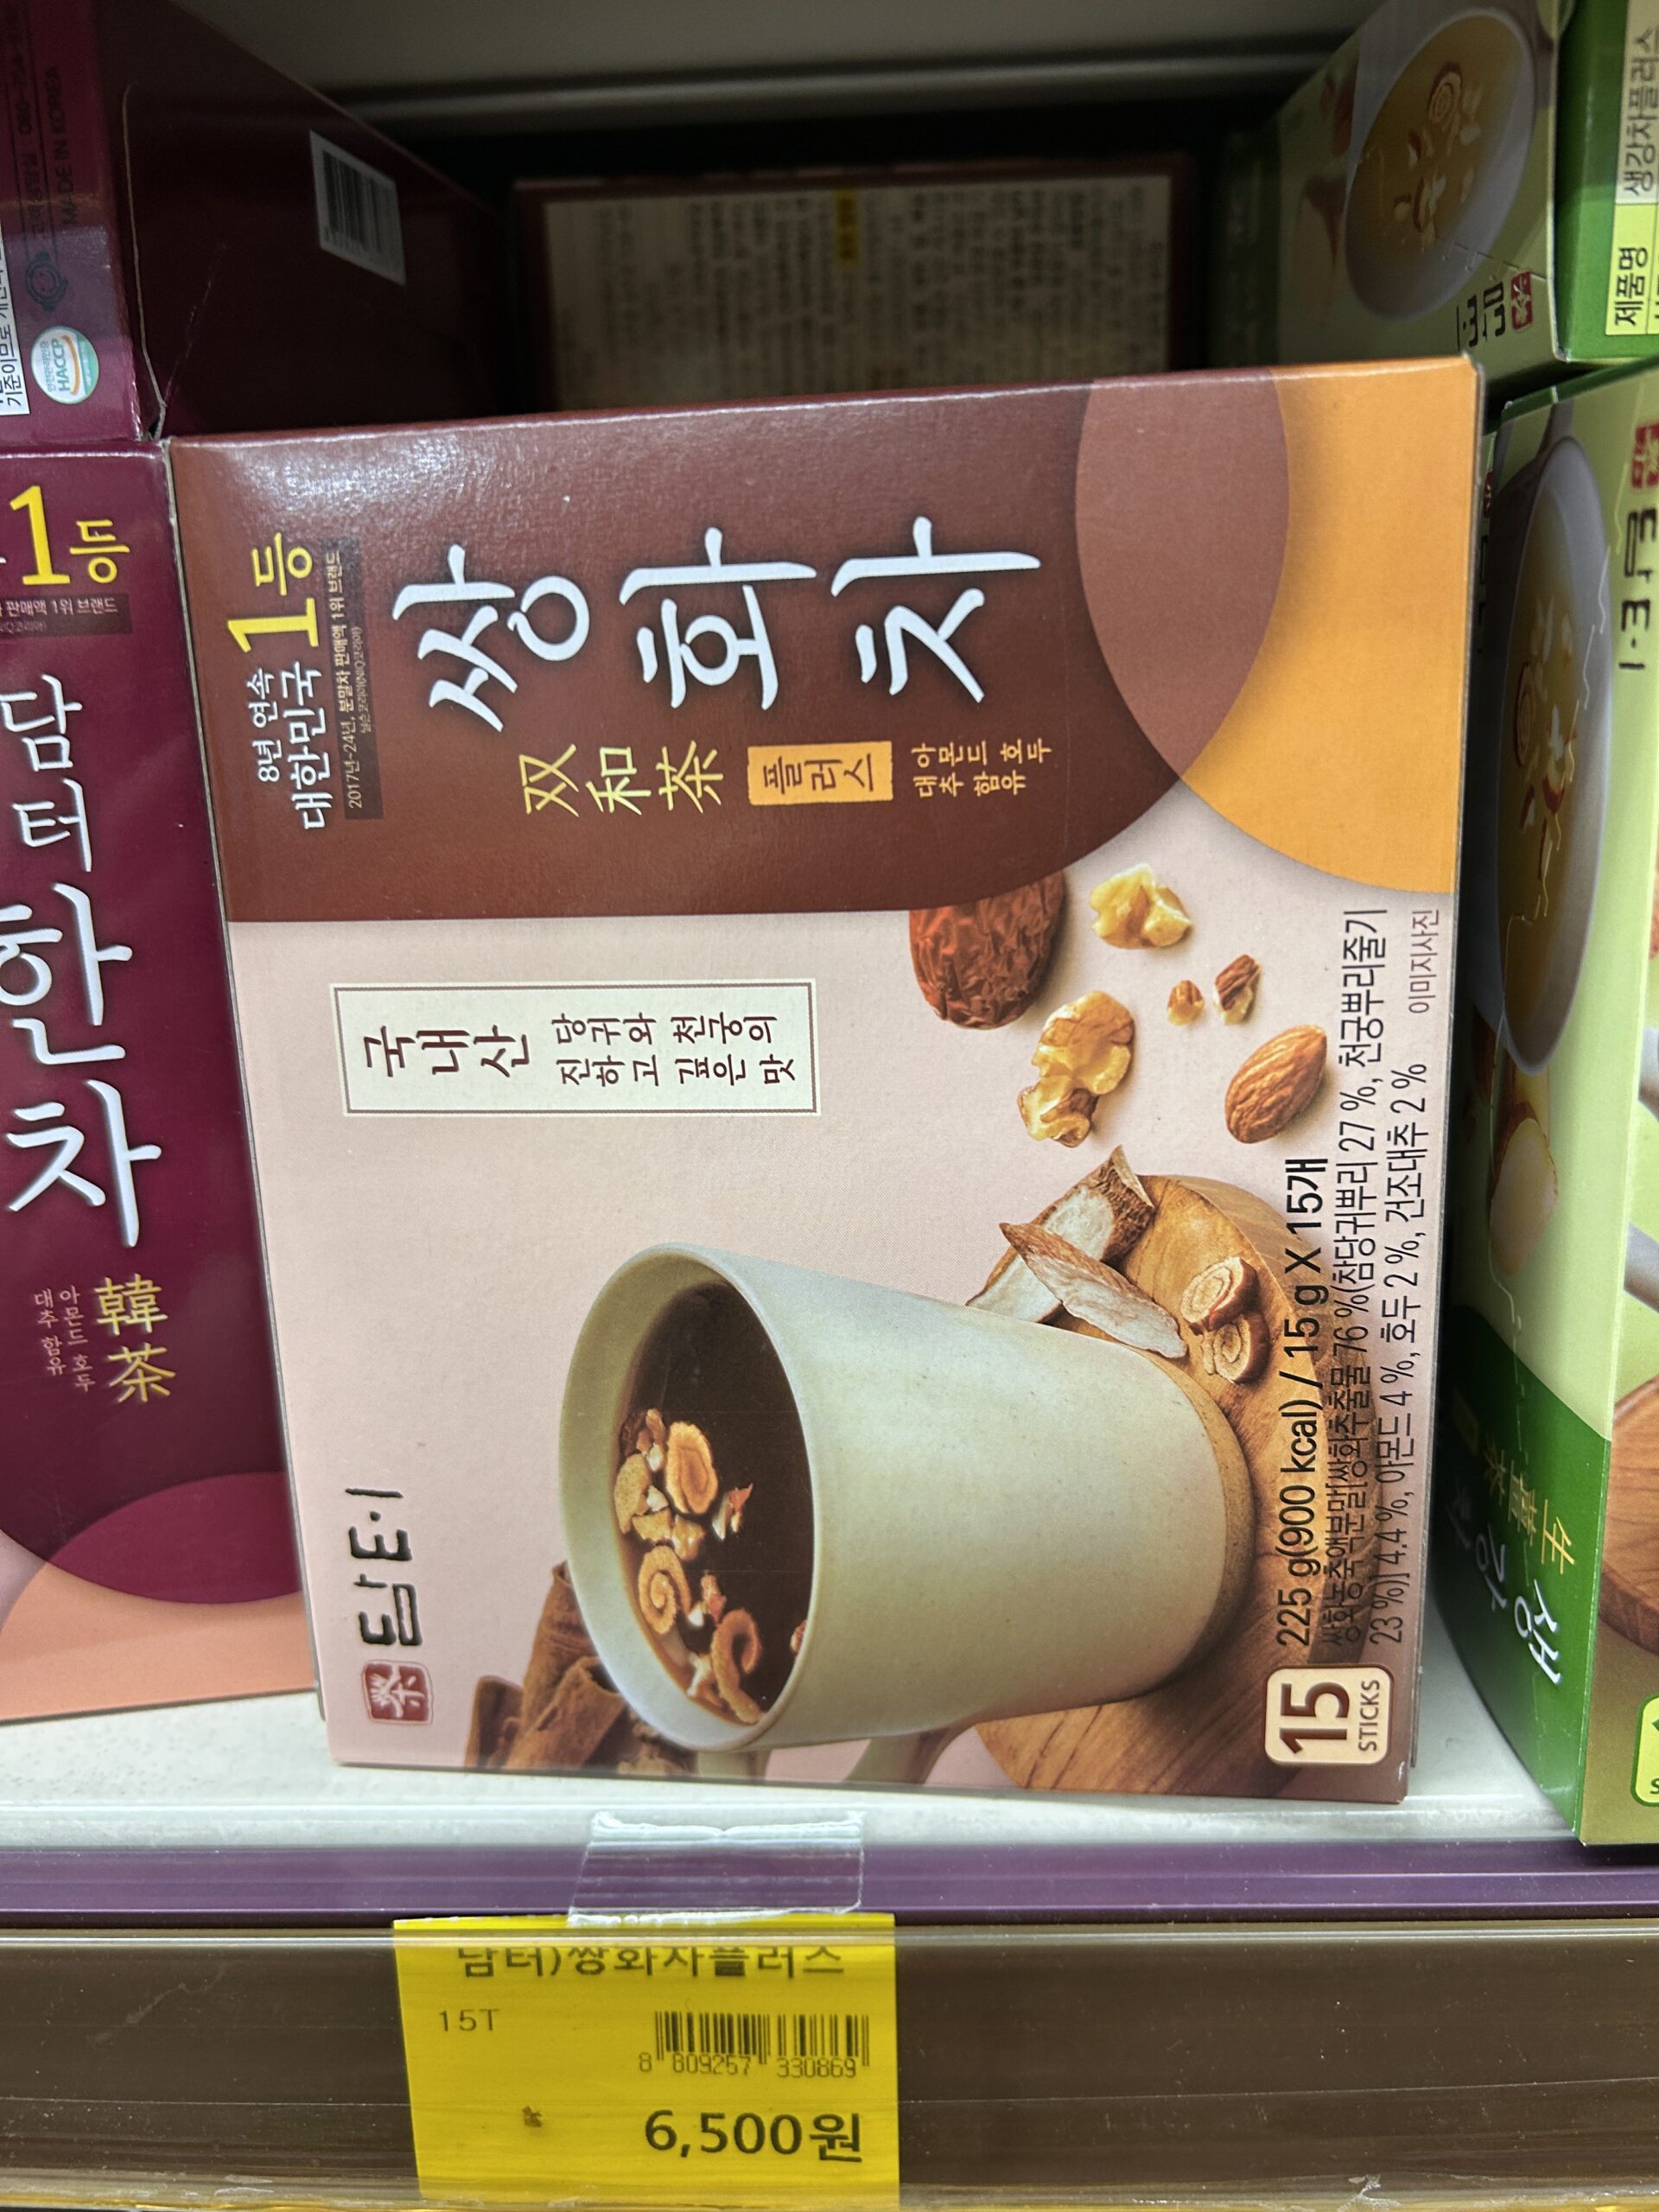 8년 연속
대한민국 1등
2017년~24년, 분말차 판매액 1위 브랜드
쌍화차
双和茶
플러스
대추 아몬드 호두 함유
국내산
당귀와 천궁의
진하고 깊은 맛
담터
茶
15
STICKS
225 g(900 kcal) / 15 g X 15개
쌍화농축액분말[쌍화추출물 76 %(참당귀뿌리 27 %, 천궁뿌리줄기
23 %)] 4.4 %, 아몬드 4 %, 호두 2 %, 건조대추 2 %
이미지사진
담터)쌍화차플러스
15T
8 809257 330869
6,500원
MADE IN KOREA
HACCP
1등
판매액 1위 브랜드
담터
한차
韓茶
대추 아몬드 호두 함유
제품명
생강차플러스
담터
생강